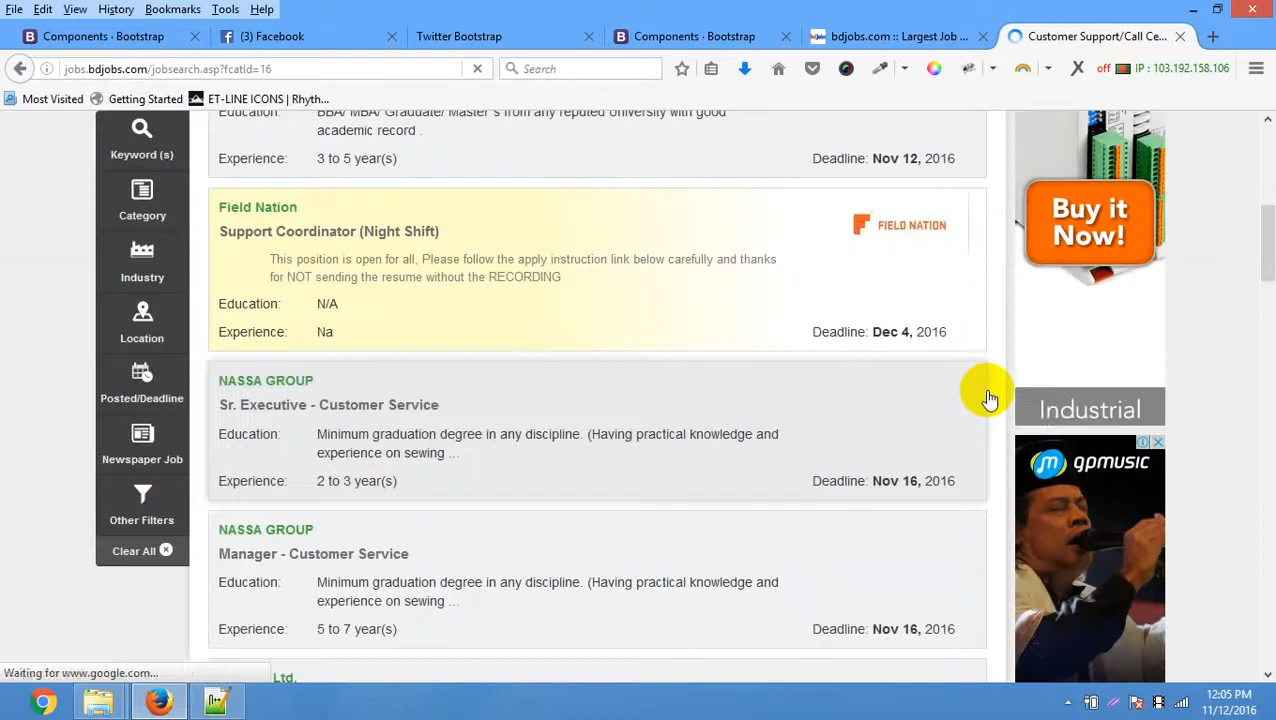 File Edit View History Bookmarks Tools Help
Components · Bootstrap × (3) Facebook × Twitter Bootstrap × Components · Bootstrap × bdjobs.com :: Largest Job ... × Customer Support/Call Ce... × +
jobs.bdjobs.com/jobsearch.asp?fcatId=16 Search off IP : 103.192.158.106
Most Visited Getting Started ET-LINE ICONS | Rhyth...
Keyword (s)
Category
Industry
Location
Posted/Deadline
Newspaper Job
Other Filters
Clear All
Education: BBA/ MBA/ Graduate/ Master's from any reputed University with good
academic record .
Experience: 3 to 5 year(s) Deadline: Nov 12, 2016
Field Nation
FIELD NATION
Support Coordinator (Night Shift)
This position is open for all, Please follow the apply instruction link below carefully and thanks
for NOT sending the resume without the RECORDING
Education: N/A
Experience: Na Deadline: Dec 4, 2016
NASSA GROUP
Sr. Executive - Customer Service
Education: Minimum graduation degree in any discipline. (Having practical knowledge and
experience on sewing ...
Experience: 2 to 3 year(s) Deadline: Nov 16, 2016
NASSA GROUP
Manager - Customer Service
Education: Minimum graduation degree in any discipline. (Having practical knowledge and
experience on sewing ...
Experience: 5 to 7 year(s) Deadline: Nov 16, 2016
Ltd.
Buy it
Now!
Industrial
gpmusic
Waiting for www.google.com...
12:05 PM
11/12/2016